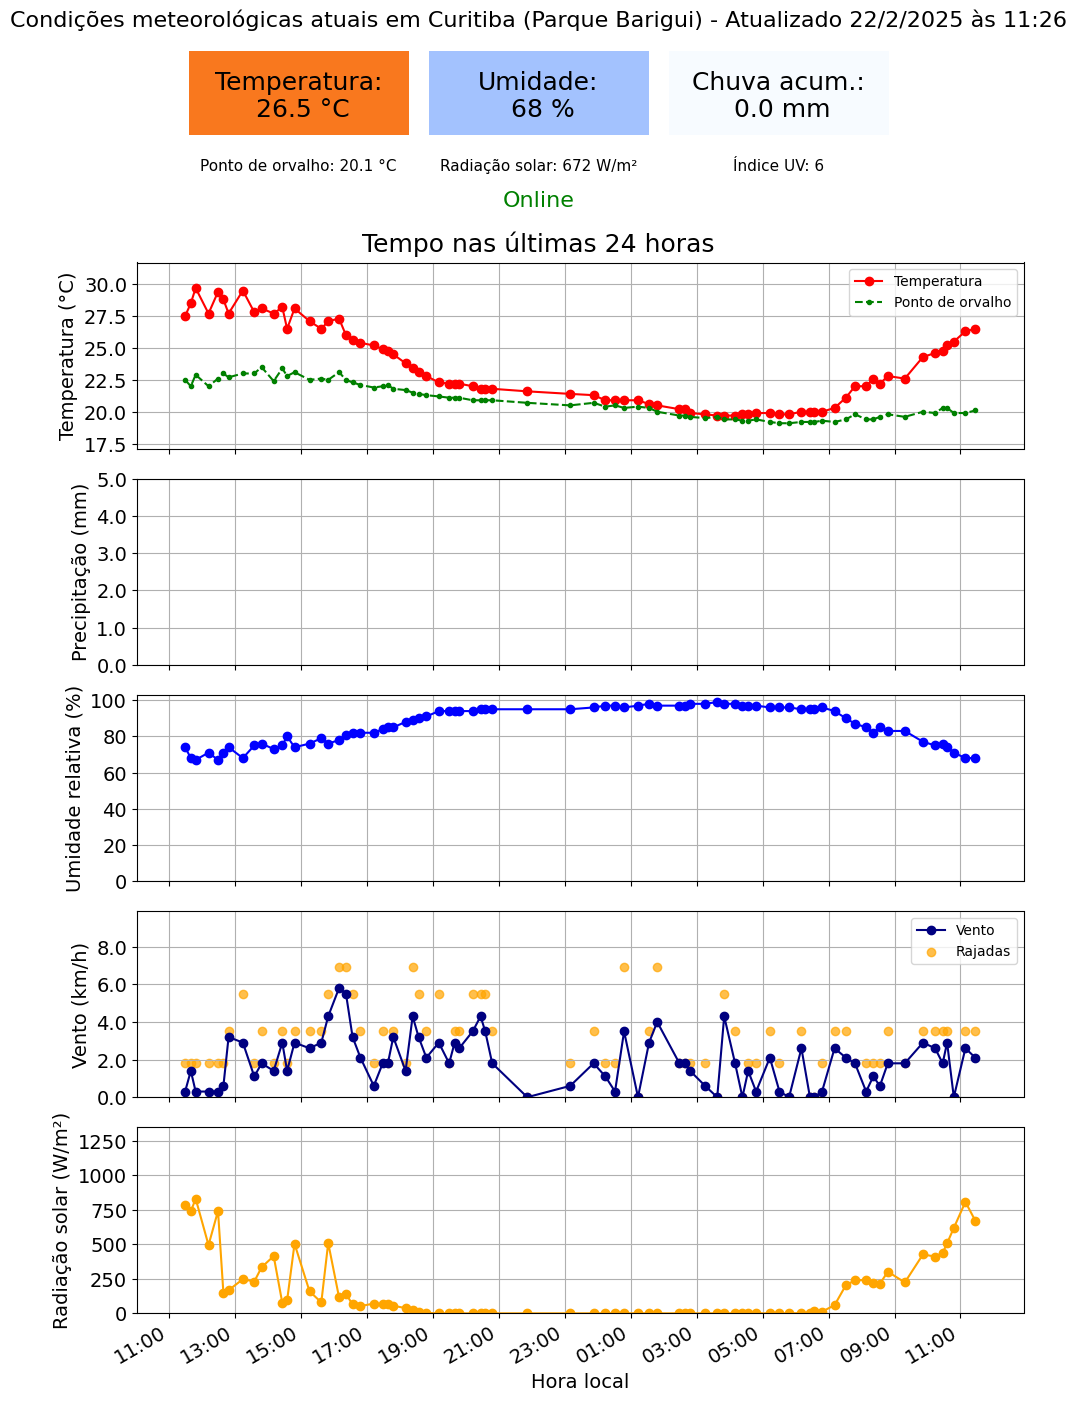 Condições meteorológicas atuais em Curitiba (Parque Barigui) - Atualizado 22/2/2025 às 11:26
Temperatura:
26.5 °C
Umidade:
68 %
Chuva acum.:
0.0 mm
Ponto de orvalho: 20.1 °C
Radiação solar: 672 W/m²
Índice UV: 6
Online
Tempo nas últimas 24 horas
Temperatura (°C)
30.0
27.5
25.0
22.5
20.0
17.5
Temperatura
Ponto de orvalho
Precipitação (mm)
5.0
4.0
3.0
2.0
1.0
0.0
Umidade relativa (%)
100
80
60
40
20
0
Vento (km/h)
8.0
6.0
4.0
2.0
0.0
Vento
Rajadas
Radiação solar (W/m²)
1250
1000
750
500
250
0
11:00
13:00
15:00
17:00
19:00
21:00
23:00
01:00
03:00
05:00
07:00
09:00
11:00
Hora local